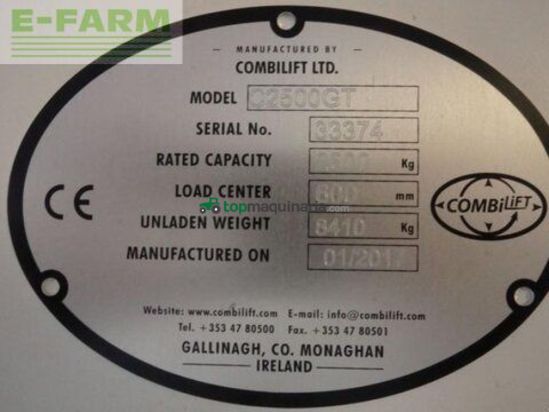 E-FARM
MANUFACTURED BY
COMBILIFT LTD.
MODEL C2500GT
SERIAL No. 33374
RATED CAPACITY 2500 Kg
LOAD CENTER 600 mm
UNLADEN WEIGHT Kg
MANUFACTURED ON
CE
COMBiLiFT
topmaquinaria.com
Website: www.combilift.com E-mail: info@combilift.com
Tel. +353 47 80500 Fax. +353 47 80501
GALLINAGH, CO. MONAGHAN
IRELAND